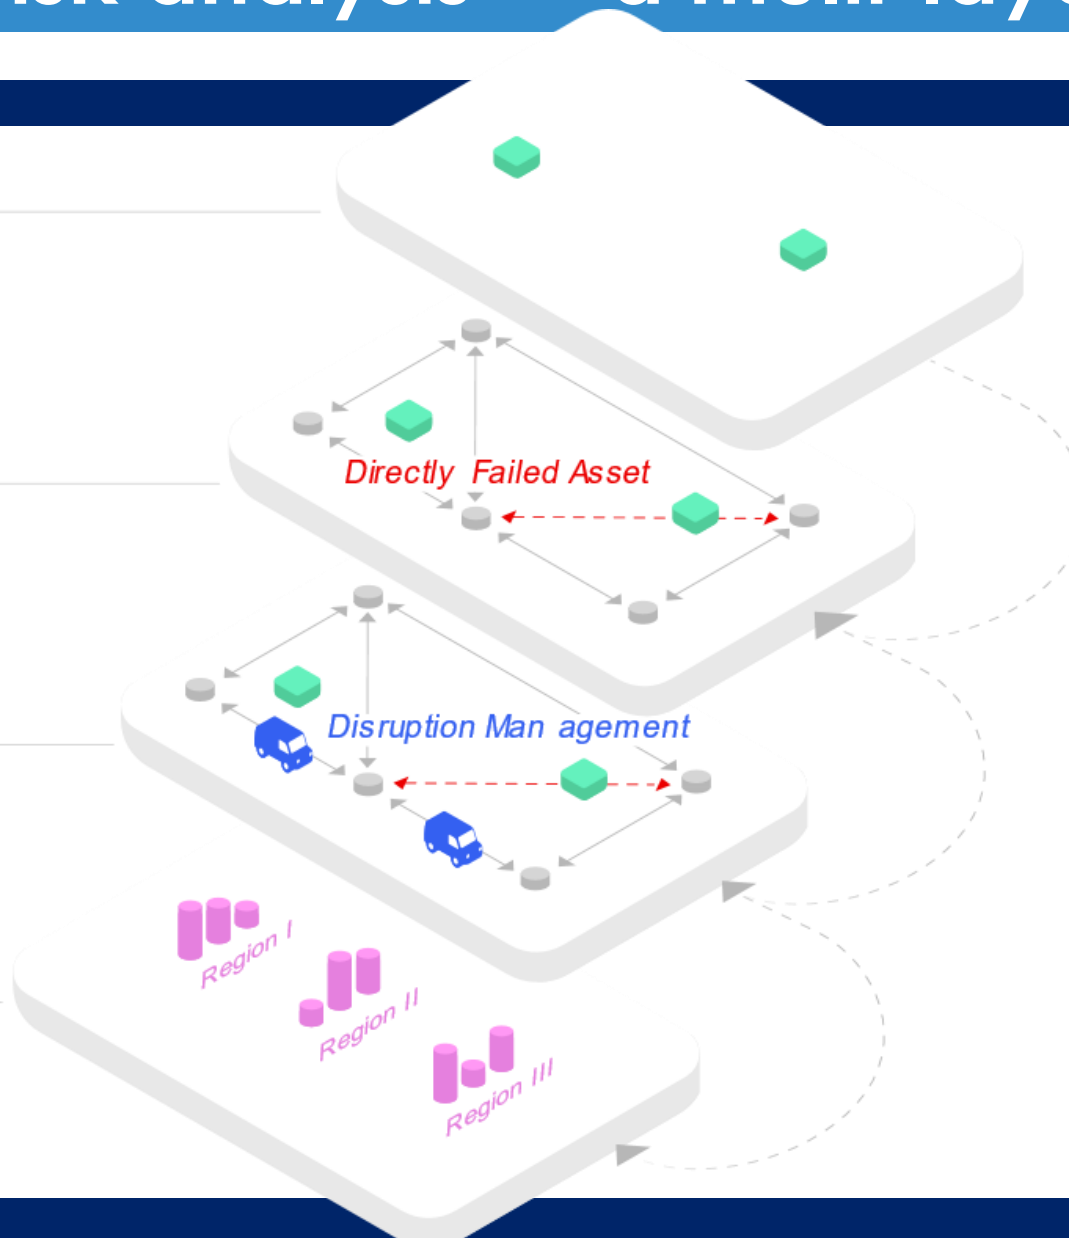 Directly Failed Asset
Disruption Man agement
Region I
Region II
Region III